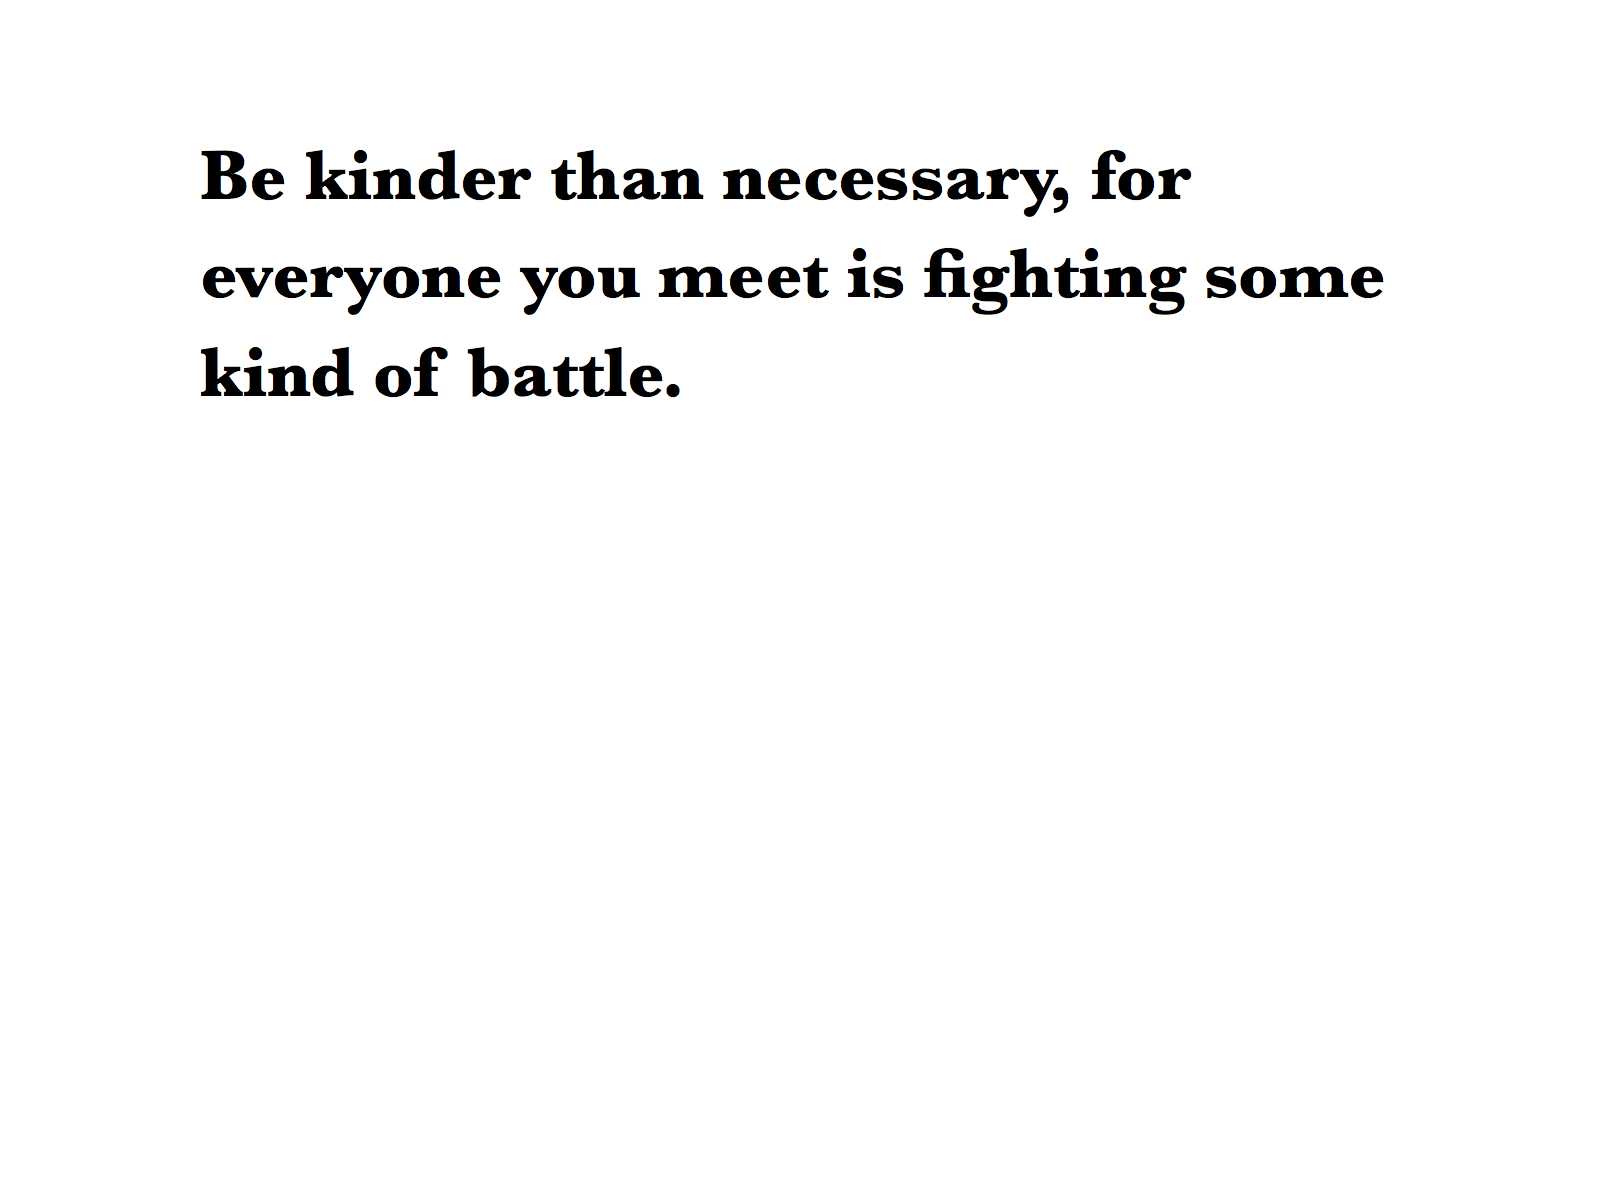 Be kinder than necessary, for
everyone you meet is fighting some
kind of battle.